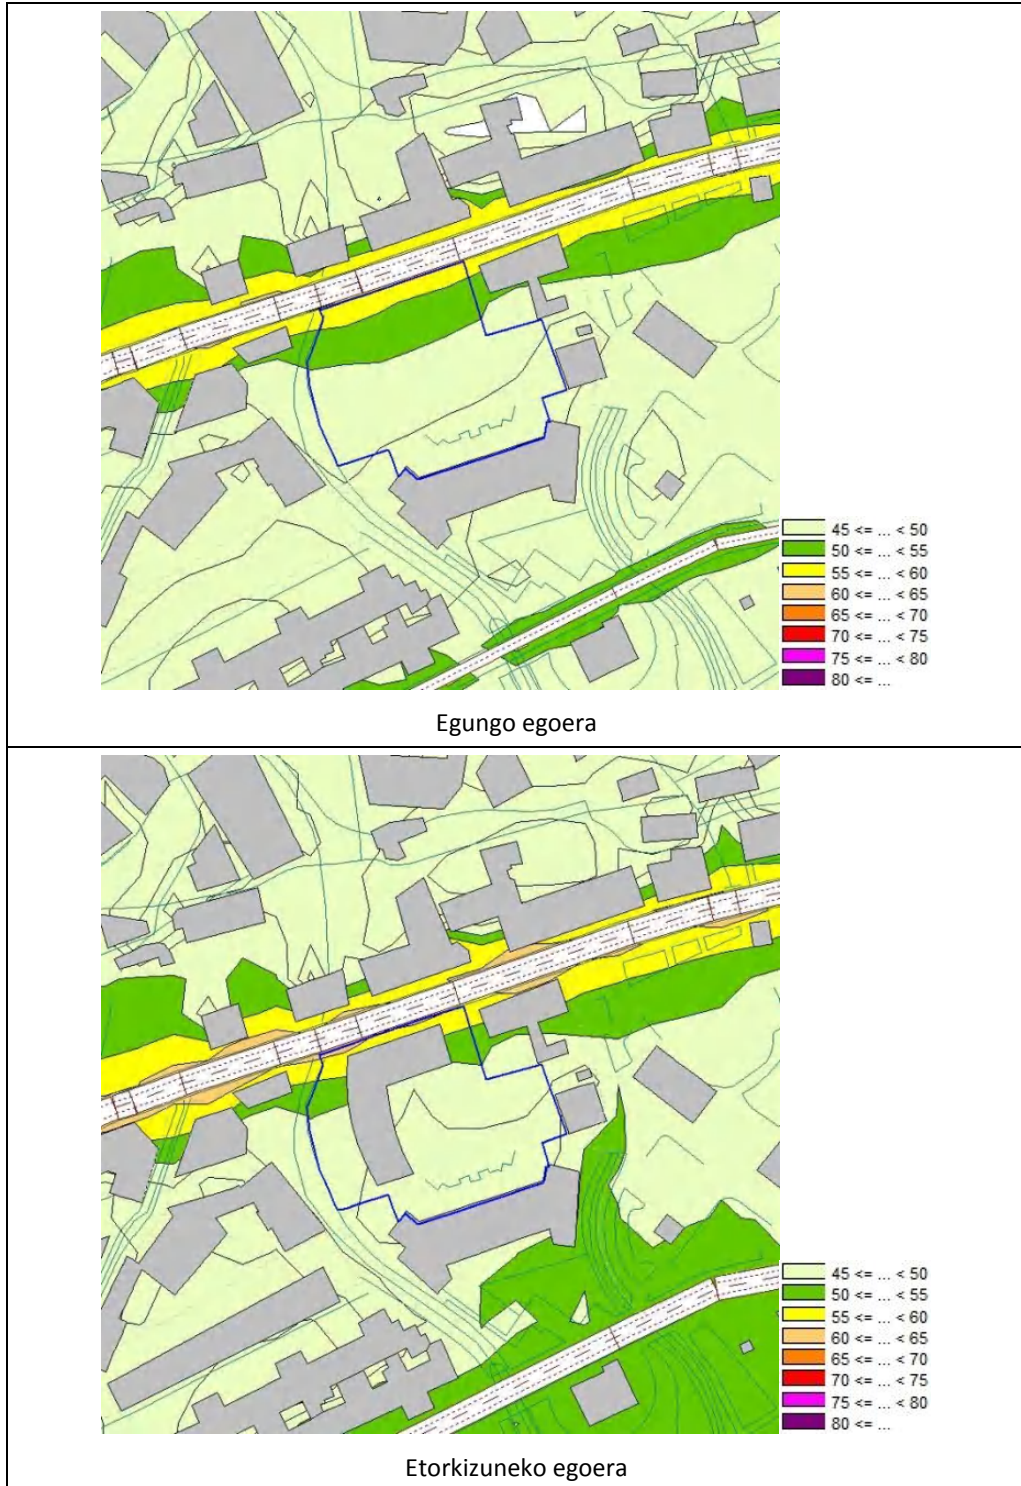 45 <= ... < 50
50 <= ... < 55
55 <= ... < 60
60 <= ... < 65
65 <= ... < 70
70 <= ... < 75
75 <= ... < 80
80 <= ...
Egungo egoera
45 <= ... < 50
50 <= ... < 55
55 <= ... < 60
60 <= ... < 65
65 <= ... < 70
70 <= ... < 75
75 <= ... < 80
80 <= ...
Etorkizuneko egoera